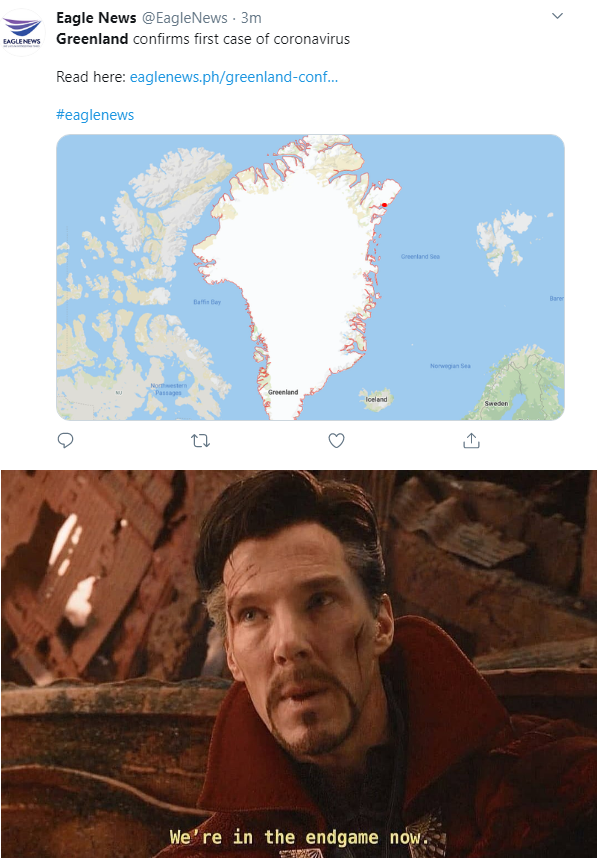 Eagle News @EagleNews · 3m
Greenland confirms first case of coronavirus
Read here: eaglenews.ph/greenland-conf...
#eaglenews
EAGLE NEWS
Greenland Sea
Baffin Bay
Baren
Norwegian Sea
Northwestern
Passages
NU
Greenland
Iceland
Sweden
We're in the endgame now.